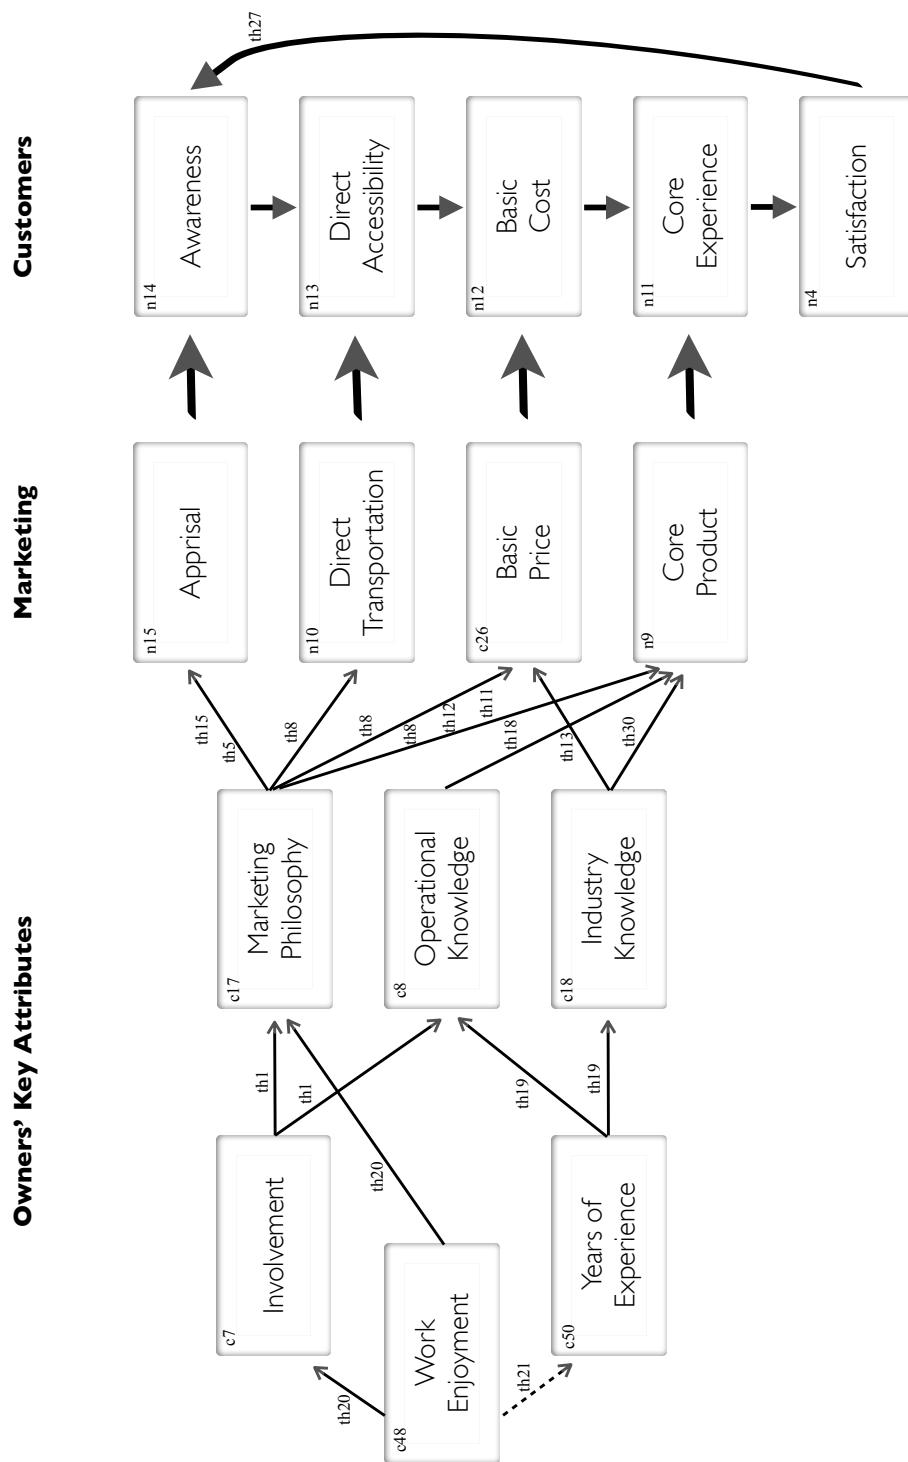 Owners’ Key Attributes
Marketing
Customers
c7
Involvement
c48
Work
Enjoyment
c50
Years of
Experience
th20
th21
th1
th1
th20
th19
th19
c17
Marketing
Philosophy
c8
Operational
Knowledge
c18
Industry
Knowledge
th5
th15
th8
th8
th8
th12
th11
th18
th13
th30
n15
Apprisal
n10
Direct
Transportation
c26
Basic
Price
n9
Core
Product
n14
Awareness
n13
Direct
Accessibility
n12
Basic
Cost
n11
Core
Experience
n4
Satisfaction
th27